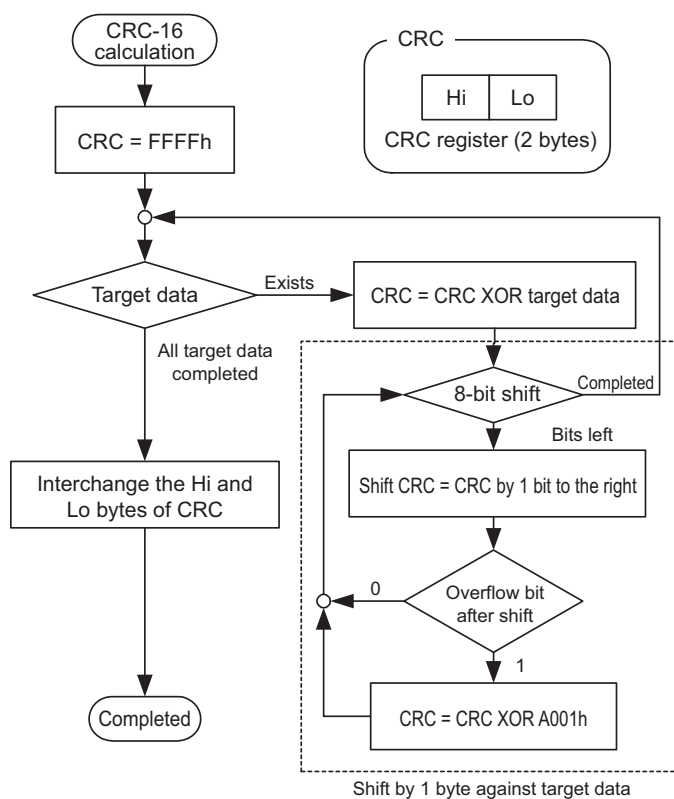 CRC-16
calculation
CRC
Hi
Lo
CRC register (2 bytes)
CRC = FFFFh
Target data
Exists
CRC = CRC XOR target data
All target data
completed
8-bit shift
Completed
Bits left
Interchange the Hi and
Lo bytes of CRC
Shift CRC = CRC by 1 bit to the right
Overflow bit
after shift
0
1
Completed
CRC = CRC XOR A001h
Shift by 1 byte against target data